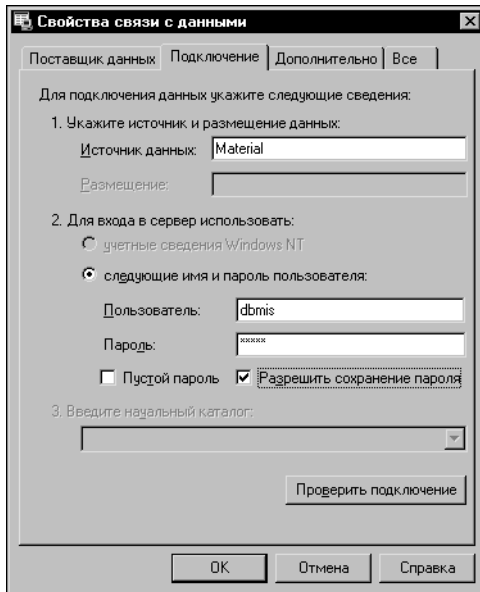 Свойства связи с данными
Поставщик данных Подключение Дополнительно Все
Для подключения данных укажите следующие сведения:
1. Укажите источник и размещение данных:
Источник данных: Material
Размещение:
2. Для входа в сервер использовать:
учетные сведения Windows NT
следующие имя и пароль пользователя:
Пользователь: dbmis
Пароль: *****
Пустой пароль Разрешить сохранение пароля
3. Введите начальный каталог:
Проверить подключение
OK Отмена Справка